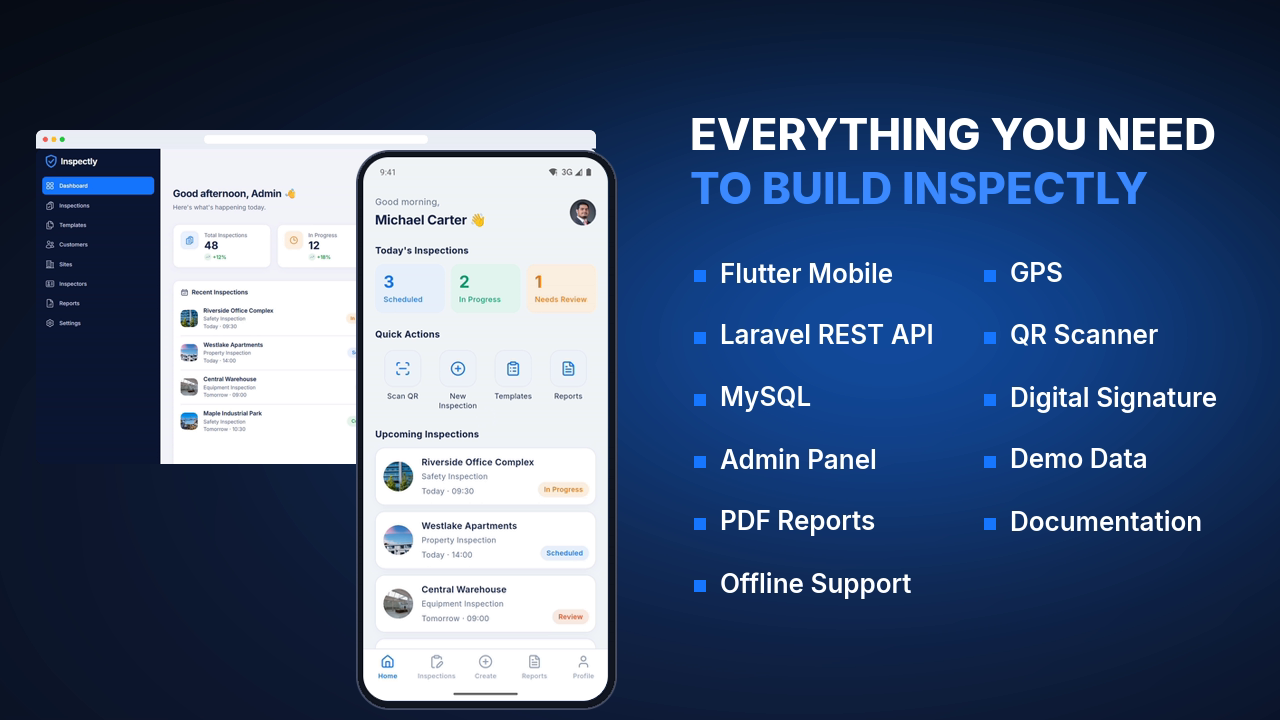 Inspectly
Dashboard
Inspections
Templates
Customers
Sites
Inspectors
Reports
Settings
Good afternoon, Admin 👋
Here's what's happening today.
Total Inspections
48
+12%
In Progress
12
+18%
Recent Inspections
Riverside Office Complex
Safety Inspection
Today · 09:30
Westlake Apartments
Property Inspection
Today · 14:00
Central Warehouse
Equipment Inspection
Tomorrow · 09:00
Maple Industrial Park
Safety Inspection
Tomorrow · 10:30
9:41
3G
Good morning,
Michael Carter 👋
Today's Inspections
3
Scheduled
2
In Progress
1
Needs Review
Quick Actions
Scan QR
New
Inspection
Templates
Reports
Upcoming Inspections
Riverside Office Complex
Safety Inspection
Today · 09:30
In Progress
Westlake Apartments
Property Inspection
Today · 14:00
Scheduled
Central Warehouse
Equipment Inspection
Tomorrow · 09:00
Review
Home
Inspections
Create
Reports
Profile
EVERYTHING YOU NEED
TO BUILD INSPECTLY
Flutter Mobile
Laravel REST API
MySQL
Admin Panel
PDF Reports
Offline Support
GPS
QR Scanner
Digital Signature
Demo Data
Documentation